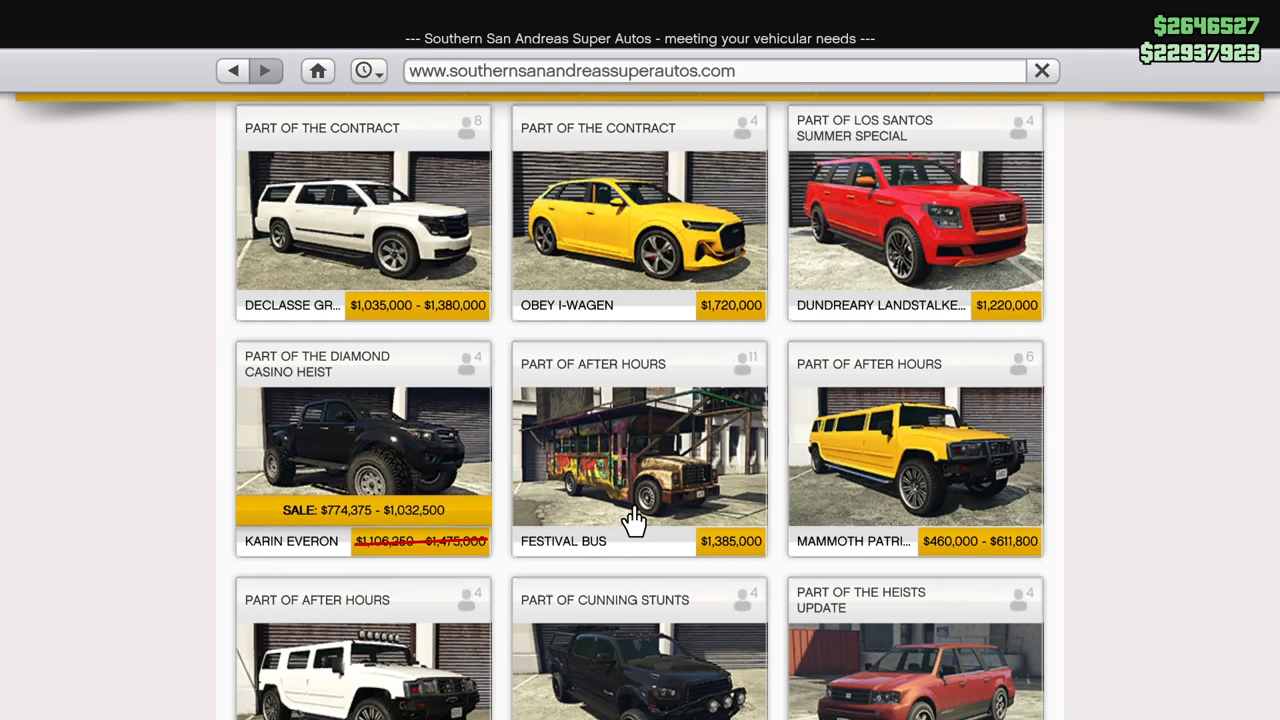 --- Southern San Andreas Super Autos - meeting your vehicular needs ---
$2646527
$22937923
www.southernsanandreassuperautos.com
PART OF THE CONTRACT
8
PART OF THE CONTRACT
4
PART OF LOS SANTOS
SUMMER SPECIAL
4
DECLASSE GR...
$1,035,000 - $1,380,000
OBEY I-WAGEN
$1,720,000
DUNDREARY LANDSTALKE...
$1,220,000
PART OF THE DIAMOND
CASINO HEIST
4
PART OF AFTER HOURS
11
PART OF AFTER HOURS
6
SALE: $774,375 - $1,032,500
KARIN EVERON
$1,106,250 - $1,475,000
FESTIVAL BUS
$1,385,000
MAMMOTH PATRI...
$460,000 - $611,800
PART OF AFTER HOURS
4
PART OF CUNNING STUNTS
4
PART OF THE HEISTS
UPDATE
4